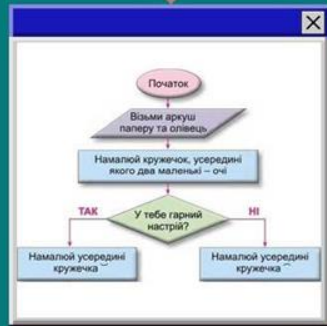 Початок
Візьми аркуш
паперу та олівець
Намалюй кружечок, усередині
якого два маленькі – очі
У тебе гарний
настрій?
ТАК
НІ
Намалюй усередині
кружечка ⌣
Намалюй усередині
кружечка ⌢